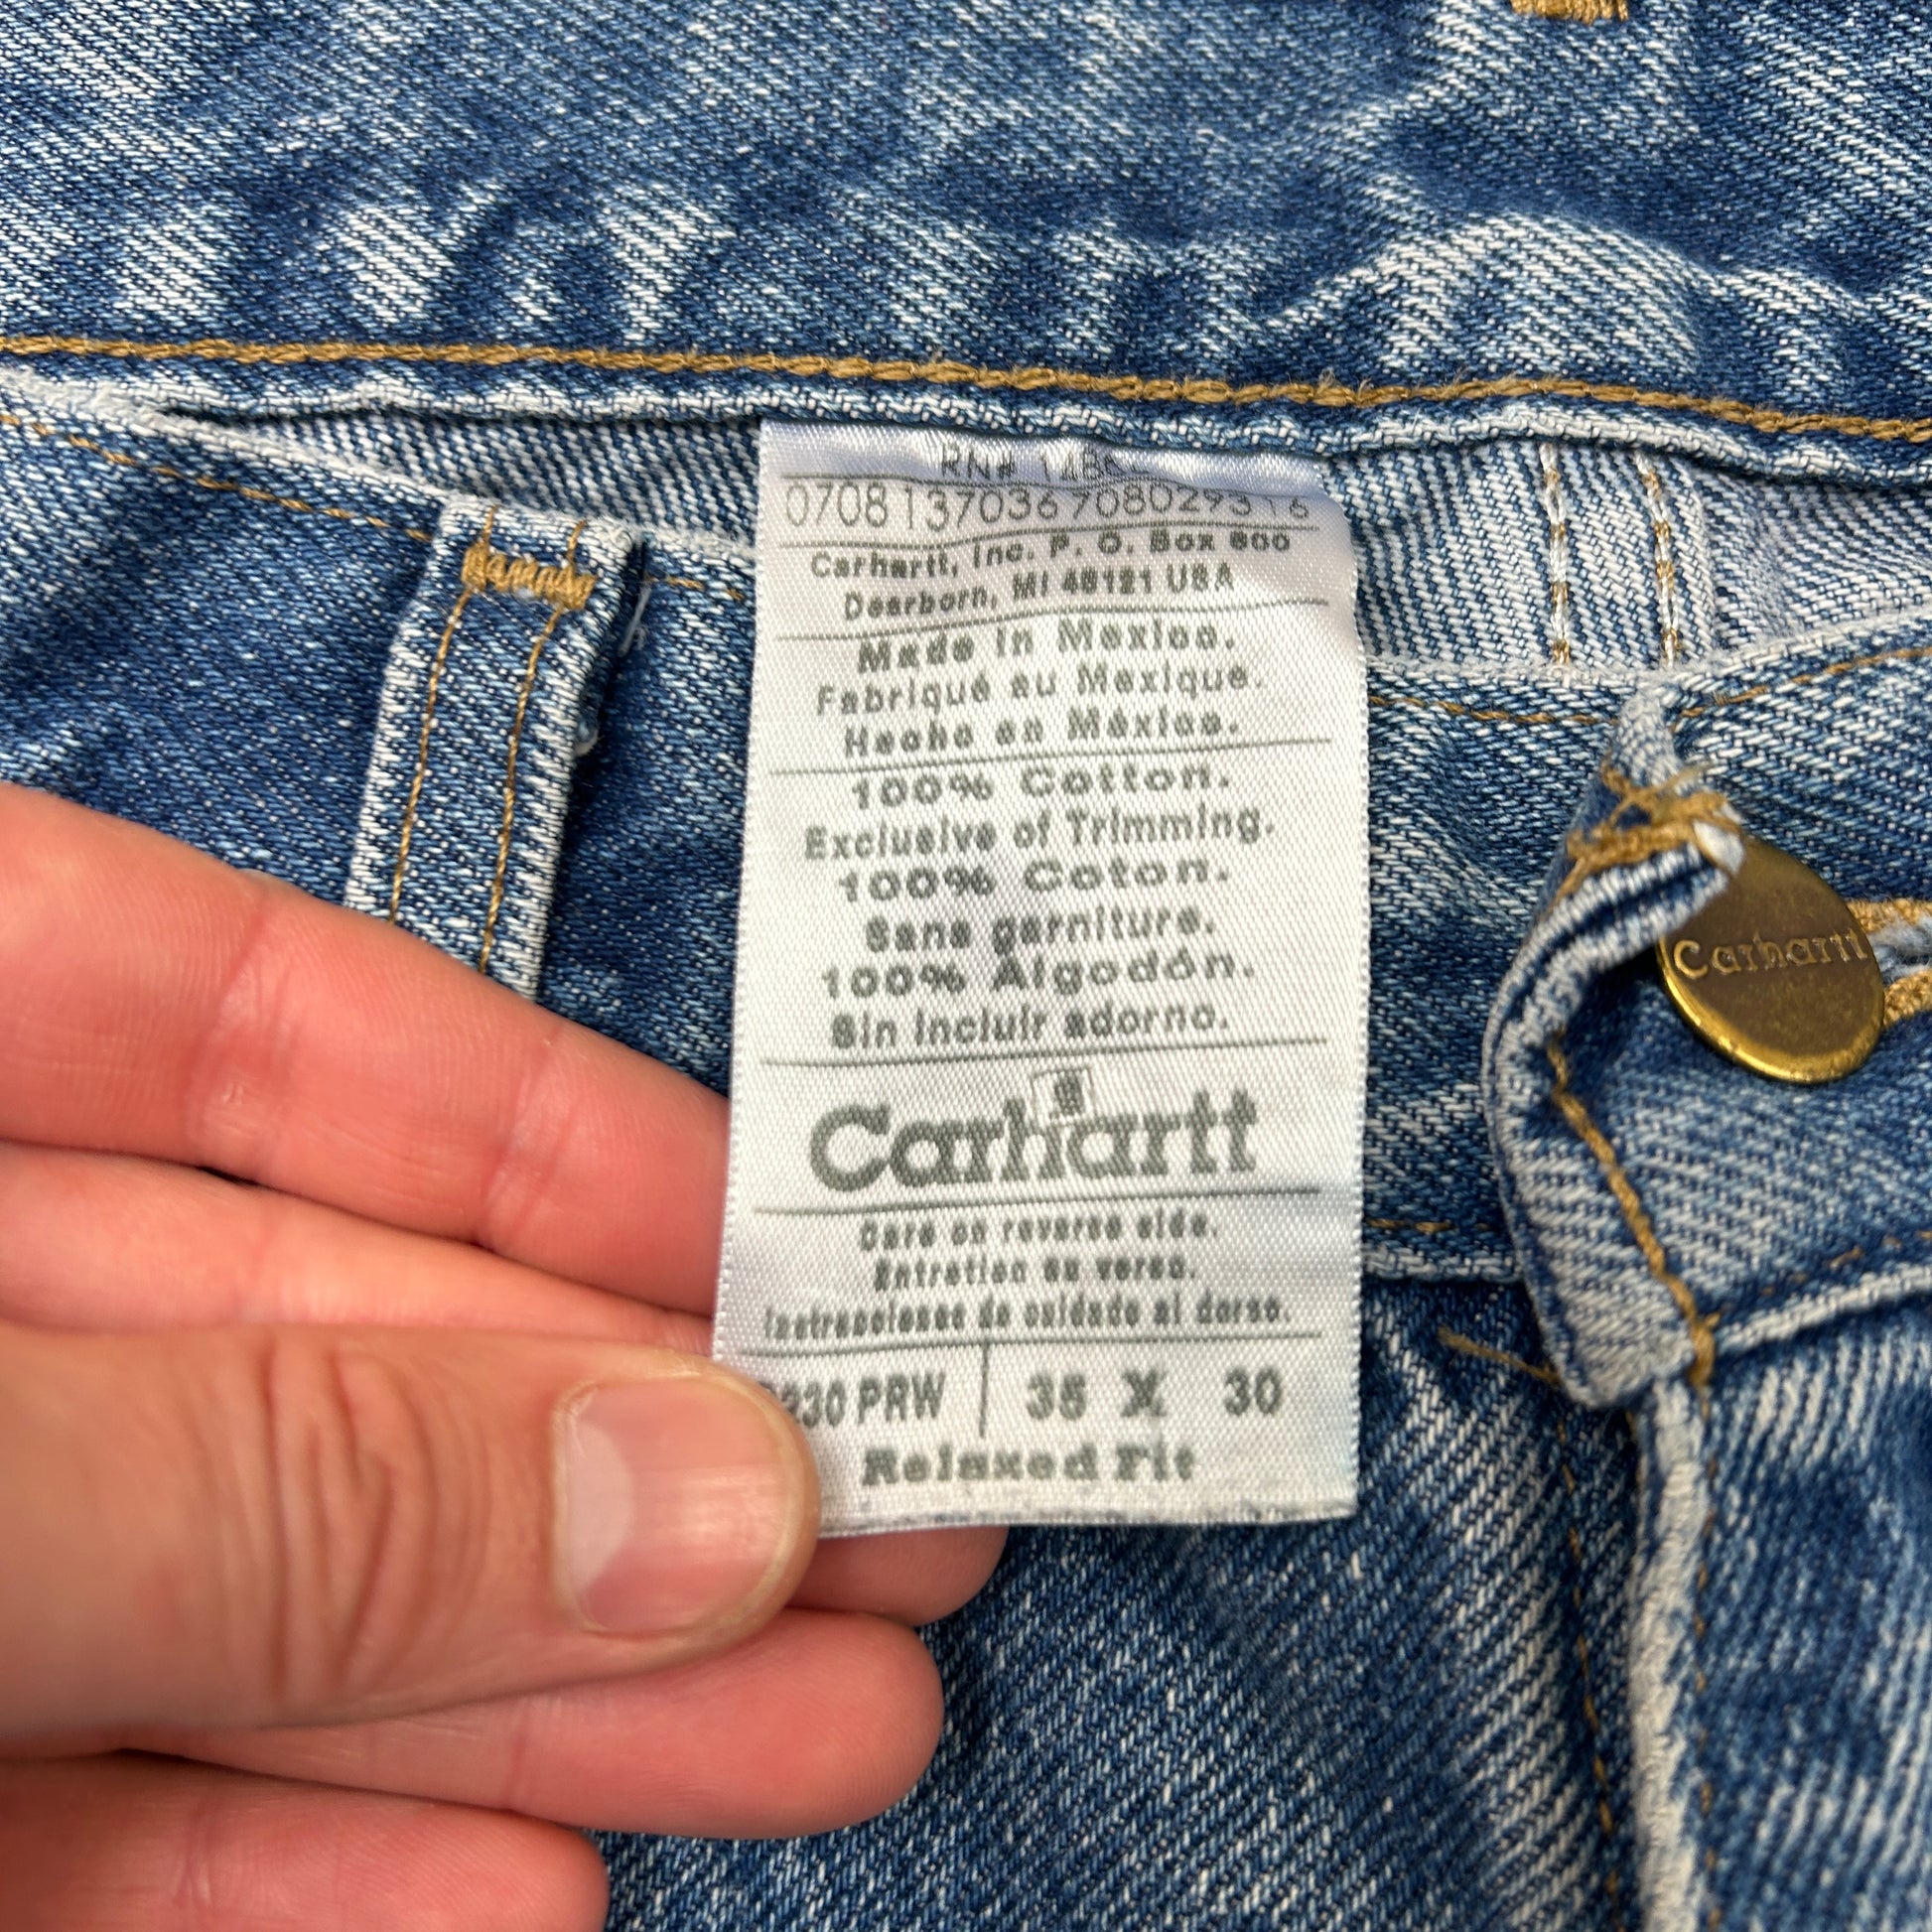 RN#
Carhartt, Inc. P. O. Box 600
Dearborn, MI 48121 USA
Made in Mexico.
Fabriqué au Mexique.
Hecho en México.
100% Cotton.
Exclusive of Trimming.
100% Coton.
Sans garniture.
100% Algodón.
Sin incluir adorno.
Carhartt
Care on reverse side.
Entretien au verso.
Instrucciones de cuidado al dorso.
PRW 35 X 30
Relaxed Fit
Carhartt